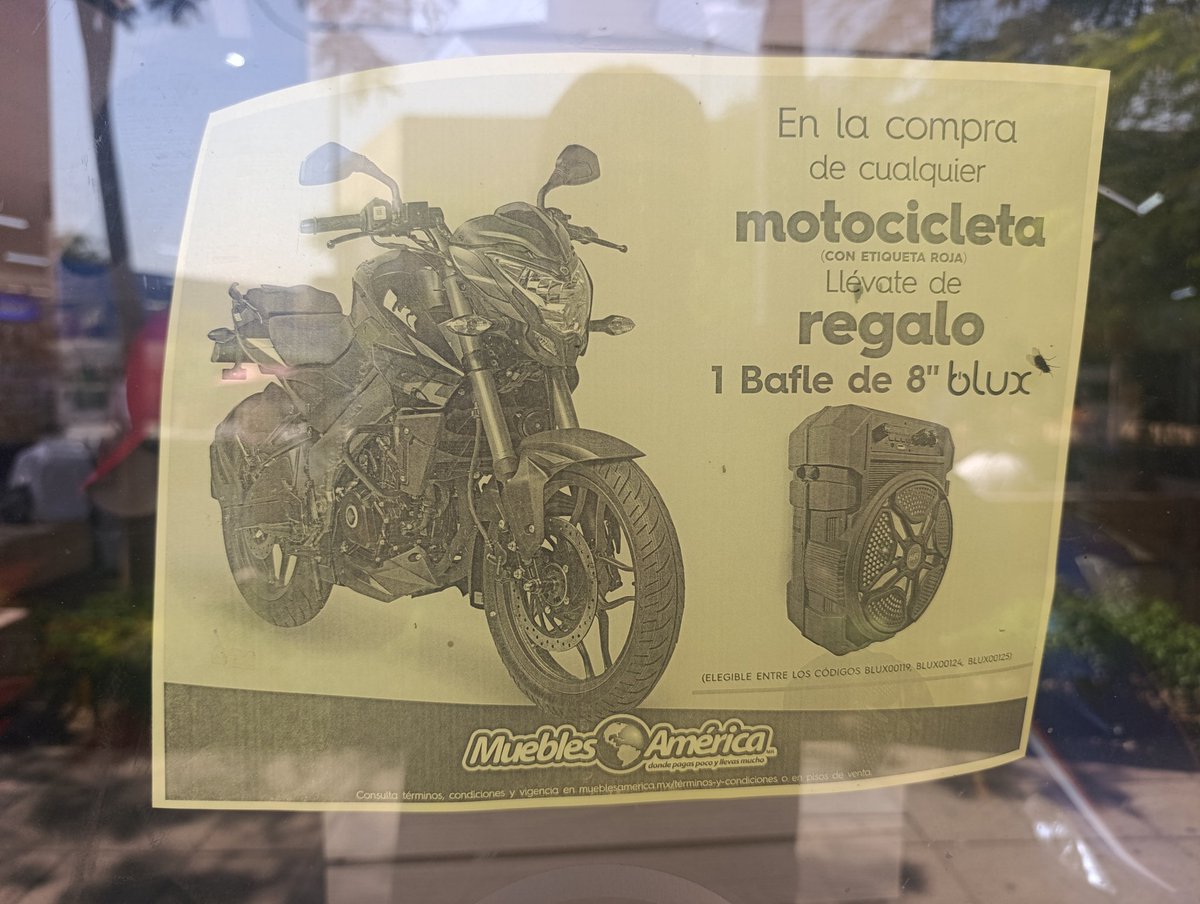 En la compra
de cualquier
motocicleta
(CON ETIQUETA ROJA)
Llévate de
regalo
1 Bafle de 8" blux
(ELEGIBLE ENTRE LOS CÓDIGOS BLUX00119, BLUX00124, BLUX00125)
Muebles América
donde pagas poco y llevas mucho
Consulta términos, condiciones y vigencia en mueblesamerica.mx/términos-y-condiciones o en pisos de venta.